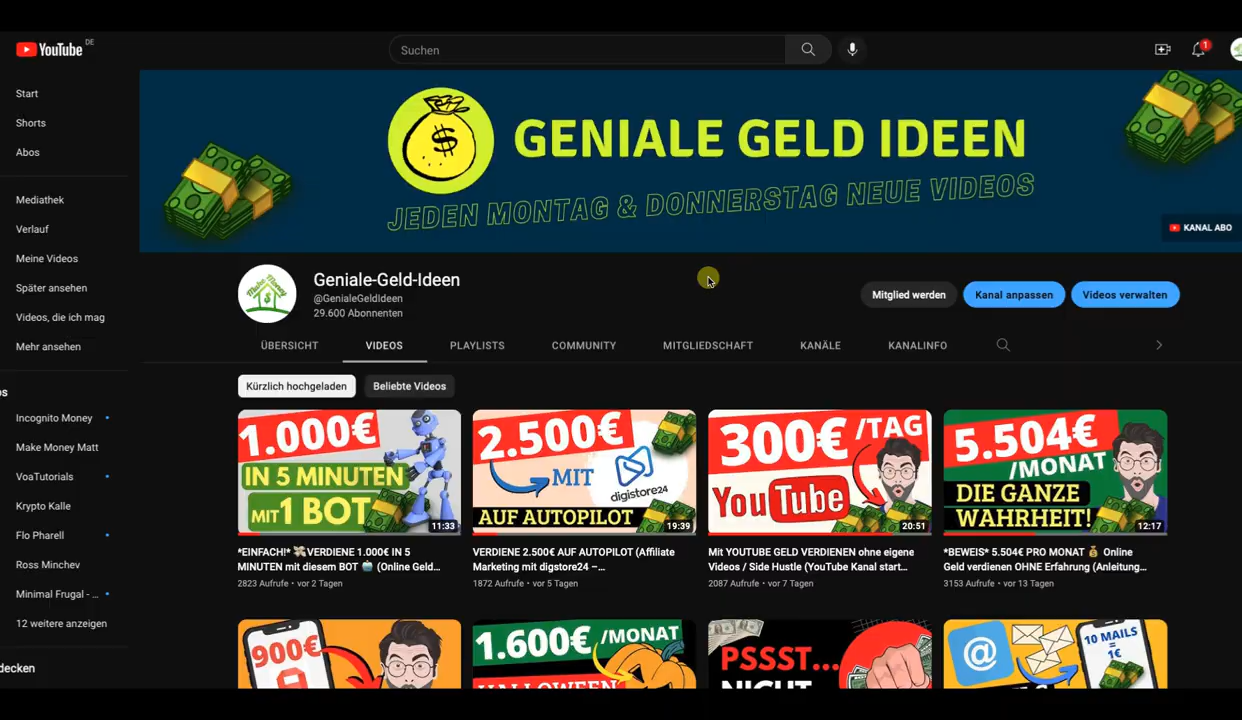 YouTube DE
Suchen
1
Start
Shorts
Abos
Mediathek
Verlauf
Meine Videos
Später ansehen
Videos, die ich mag
Mehr ansehen
os
Incognito Money
Make Money Matt
VoaTutorials
Krypto Kalle
Flo Pharell
Ross Minchev
Minimal Frugal - ...
12 weitere anzeigen
decken
$
GENIALE GELD IDEEN
JEDEN MONTAG & DONNERSTAG NEUE VIDEOS
KANAL ABO
Make Money
$
Geniale-Geld-Ideen
@GenialeGeldIdeen
29.600 Abonnenten
Mitglied werden
Kanal anpassen
Videos verwalten
ÜBERSICHT
VIDEOS
PLAYLISTS
COMMUNITY
MITGLIEDSCHAFT
KANÄLE
KANALINFO
Kürzlich hochgeladen
Beliebte Videos
1.000€
IN 5 MINUTEN
MIT 1 BOT
11:33
*EINFACH!* 💸VERDIENE 1.000€ IN 5
MINUTEN mit diesem BOT 🤖 (Online Geld...
2823 Aufrufe • vor 2 Tagen
2.500€
MIT
digistore24
AUF AUTOPILOT
19:39
VERDIENE 2.500€ AUF AUTOPILOT (Affiliate
Marketing mit digstore24 –...
1872 Aufrufe • vor 5 Tagen
300€ /TAG
YouTube
20:51
Mit YOUTUBE GELD VERDIENEN ohne eigene
Videos / Side Hustle (YouTube Kanal start...
2087 Aufrufe • vor 7 Tagen
5.504€
/MONAT
DIE GANZE
WAHRHEIT!
12:17
*BEWEIS* 5.504€ PRO MONAT 💰 Online
Geld verdienen OHNE Erfahrung (Anleitung...
3153 Aufrufe • vor 13 Tagen
900€
1.600€ /MONAT
HALLOWEEN
PSSST...
NICHT
@
10 MAILS
= 1€